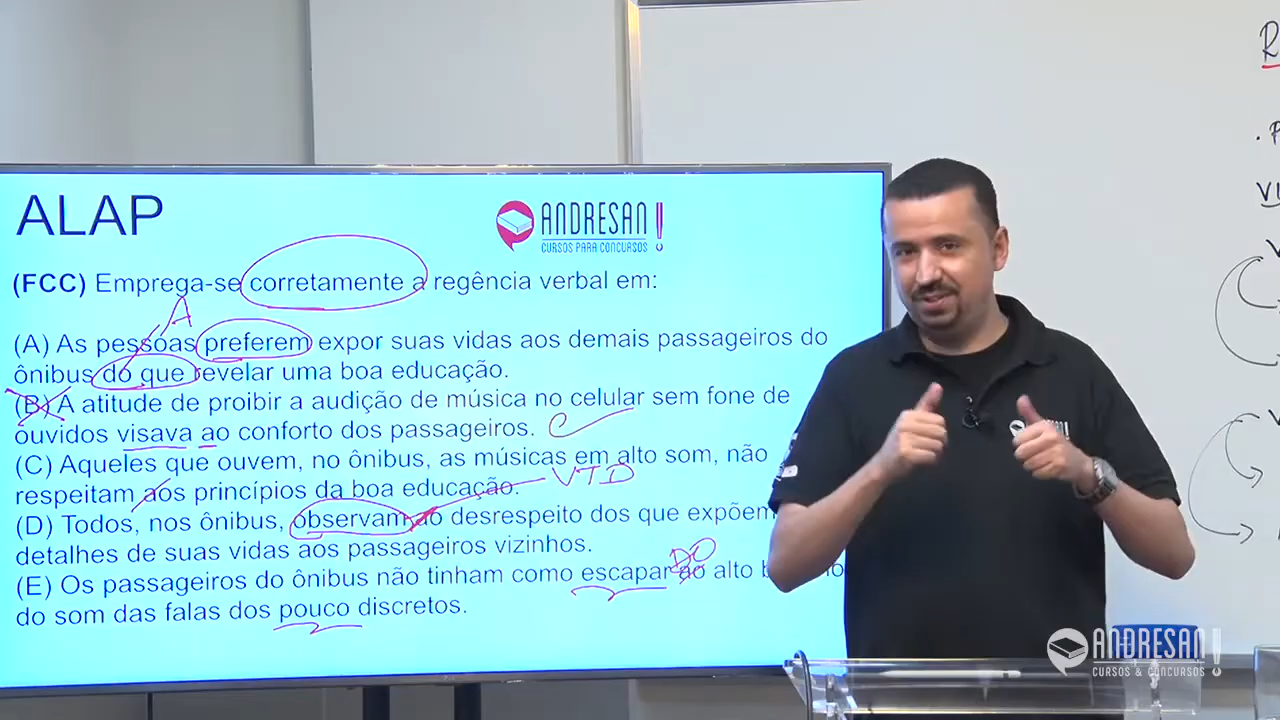 ALAP
ANDRESAN!
CURSOS PARA CONCURSOS
(FCC) Emprega-se corretamente a regência verbal em:
A
(A) As pessoas preferem expor suas vidas aos demais passageiros do
ônibus do que revelar uma boa educação.
(B) A atitude de proibir a audição de música no celular sem fone de
ouvidos visava ao conforto dos passageiros.
(C) Aqueles que ouvem, no ônibus, as músicas em alto som, não
respeitam aos princípios da boa educação.
VTD
(D) Todos, nos ônibus, observam ao desrespeito dos que expõem
detalhes de suas vidas aos passageiros vizinhos.
DO
(E) Os passageiros do ônibus não tinham como escapar ao alto
do som das falas dos pouco discretos.
ANDRESAN!
CURSOS & CONCURSOS